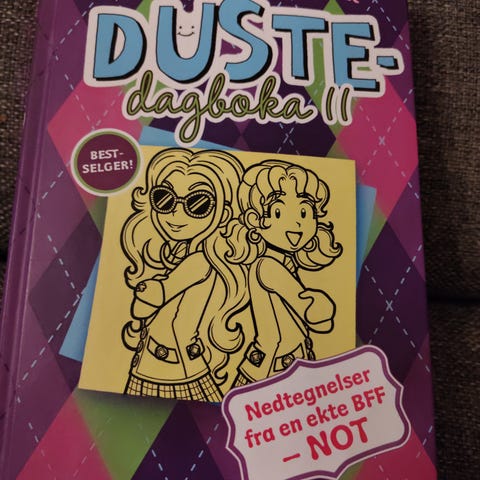 DUSTE-
dagboka 11
BEST-
SELGER!
Nedtegnelser
fra en ekte BFF
– NOT